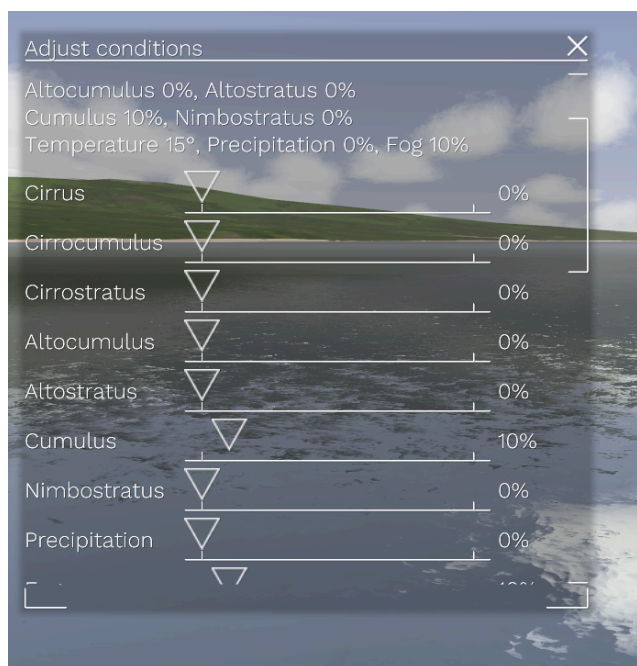 Adjust conditions
Altocumulus 0%, Altostratus 0%
Cumulus 10%, Nimbostratus 0%
Temperature 15°, Precipitation 0%, Fog 10%
Cirrus 0%
Cirrocumulus 0%
Cirrostratus 0%
Altocumulus 0%
Altostratus 0%
Cumulus 10%
Nimbostratus 0%
Precipitation 0%